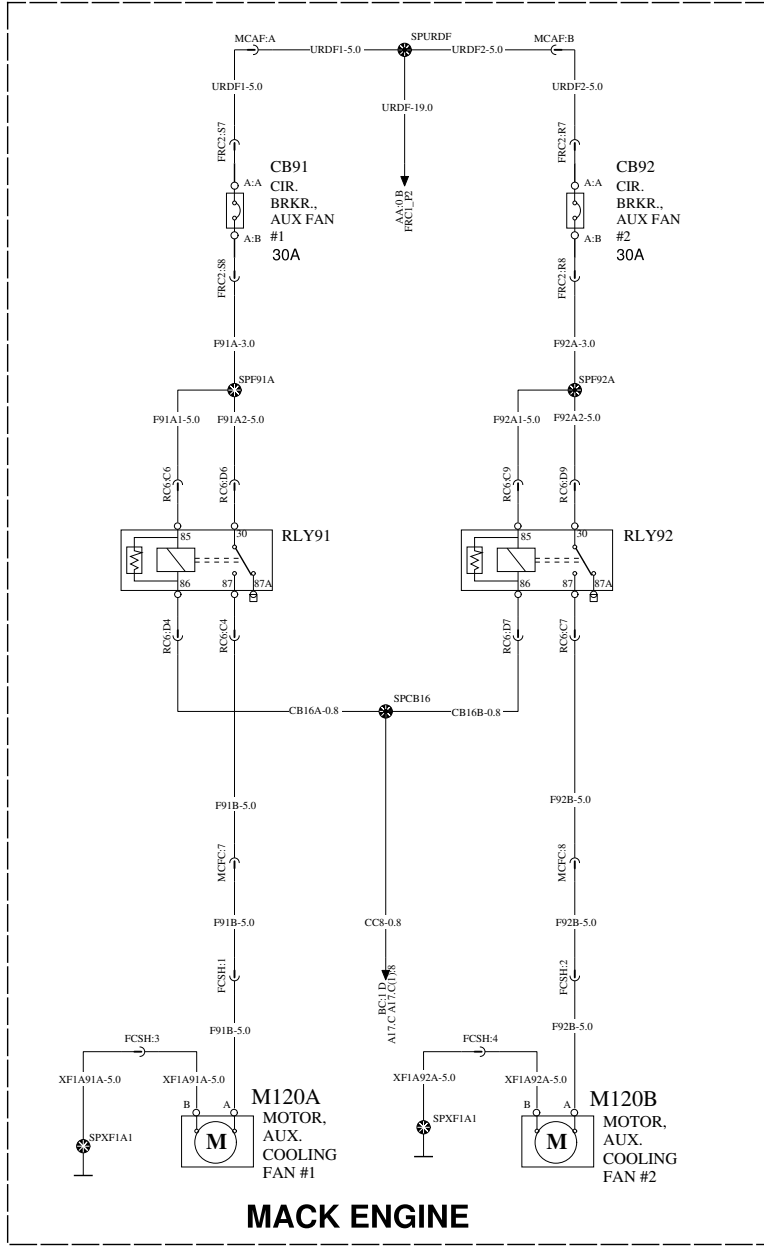 SPURDF
MCAF:A
MCAF:B
URDF1-5.0
URDF2-5.0
URDF1-5.0
URDF2-5.0
URDF-19.0
FRC2:S7
FRC2:R7
AA:0 B
FRC1_P2
CB91
CIR.
BRKR.,
AUX FAN
#1
30A
A:A
A:B
CB92
CIR.
BRKR.,
AUX FAN
#2
30A
A:A
A:B
FRC2:S8
FRC2:R8
F91A-3.0
F92A-3.0
SPF91A
SPF92A
F91A1-5.0
F91A2-5.0
F92A1-5.0
F92A2-5.0
RC6:C6
RC6:D6
RC6:C9
RC6:D9
85
30
RLY91
86
87
87A
85
30
RLY92
86
87
87A
RC6:D4
RC6:C4
RC6:D7
RC6:C7
SPCB16
CB16A-0.8
CB16B-0.8
F91B-5.0
F92B-5.0
MCFC:7
MCFC:8
F91B-5.0
CC8-0.8
F92B-5.0
FCSH:1
FCSH:2
BC:1 D
A17.C A17.C(1):8
F91B-5.0
F92B-5.0
FCSH:3
FCSH:4
XF1A91A-5.0
XF1A91A-5.0
XF1A92A-5.0
XF1A92A-5.0
B
A
M120A
MOTOR,
AUX.
COOLING
FAN #1
M
SPXF1A1
B
A
M120B
MOTOR,
AUX.
COOLING
FAN #2
M
SPXF1A1
MACK ENGINE